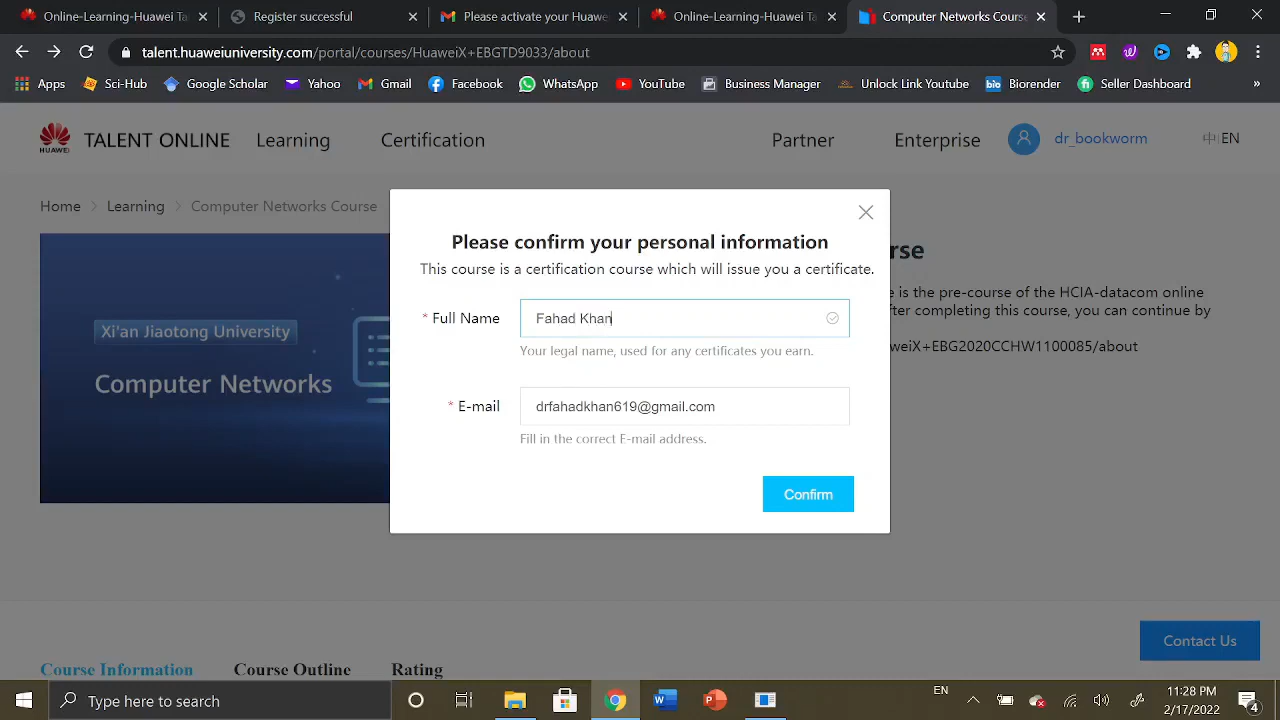 Online-Learning-Huawei Ta
Register successful
Please activate your Huawe
Online-Learning-Huawei Ta
Computer Networks Course
talent.huaweiuniversity.com/portal/courses/HuaweiX+EBGTD9033/about
Apps
Sci-Hub
Google Scholar
Yahoo
Gmail
Facebook
WhatsApp
YouTube
Business Manager
Unlock Link Youtube
bio
Biorender
fi
Seller Dashboard
»
HUAWEI
TALENT ONLINE
Learning
Certification
Partner
Enterprise
dr_bookworm
中|EN
Home > Learning > Computer Networks Course
Xi'an Jiaotong University
Computer Networks
Please confirm your personal information
This course is a certification course which will issue you a certificate.
* Full Name
Fahad Khan
Your legal name, used for any certificates you earn.
* E-mail
drfahadkhan619@gmail.com
Fill in the correct E-mail address.
Confirm
rse
e is the pre-course of the HCIA-datacom online
fter completing this course, you can continue by
weiX+EBG2020CCHW1100085/about
Contact Us
Course Information
Course Outline
Rating
Type here to search
EN
11:28 PM
2/17/2022
4